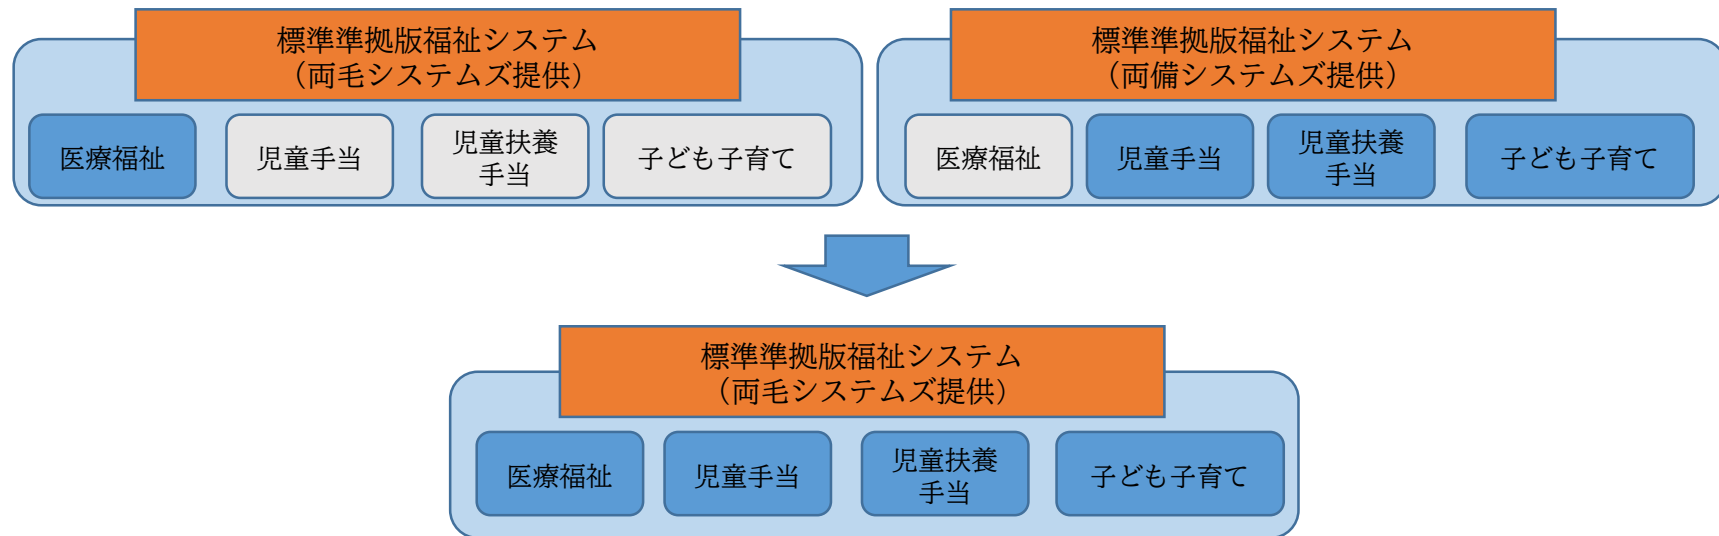 標準準拠版福祉システム
（両毛システムズ提供）
医療福祉
児童手当
児童扶養
手当
子ども子育て
標準準拠版福祉システム
（両備システムズ提供）
医療福祉
児童手当
児童扶養
手当
子ども子育て
標準準拠版福祉システム
（両毛システムズ提供）
医療福祉
児童手当
児童扶養
手当
子ども子育て